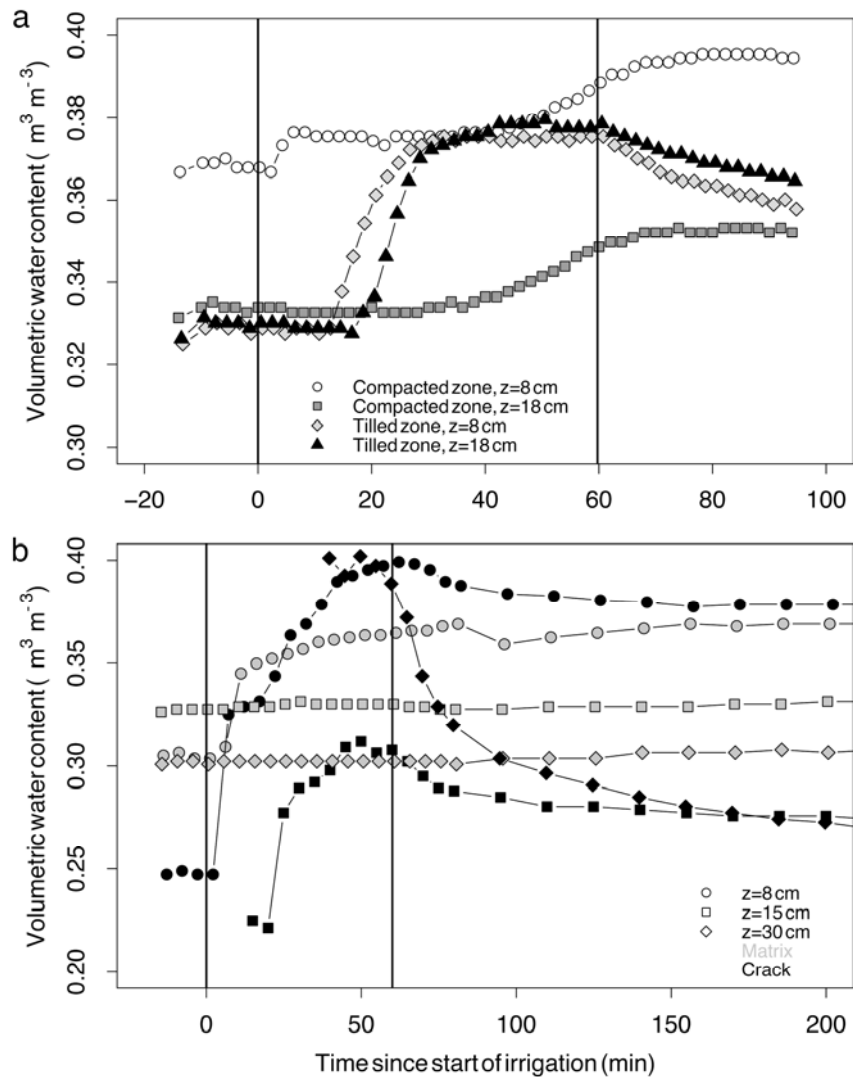 a
Volumetric water content ( m³ m⁻³)
0.40
0.38
0.36
0.34
0.32
0.30
Compacted zone, z=8 cm
Compacted zone, z=18 cm
Tilled zone, z=8 cm
Tilled zone, z=18 cm
−20 0 20 40 60 80 100
b
Volumetric water content ( m³ m⁻³)
0.40
0.35
0.30
0.25
0.20
z=8 cm
z=15 cm
z=30 cm
Matrix
Crack
0 50 100 150 200
Time since start of irrigation (min)